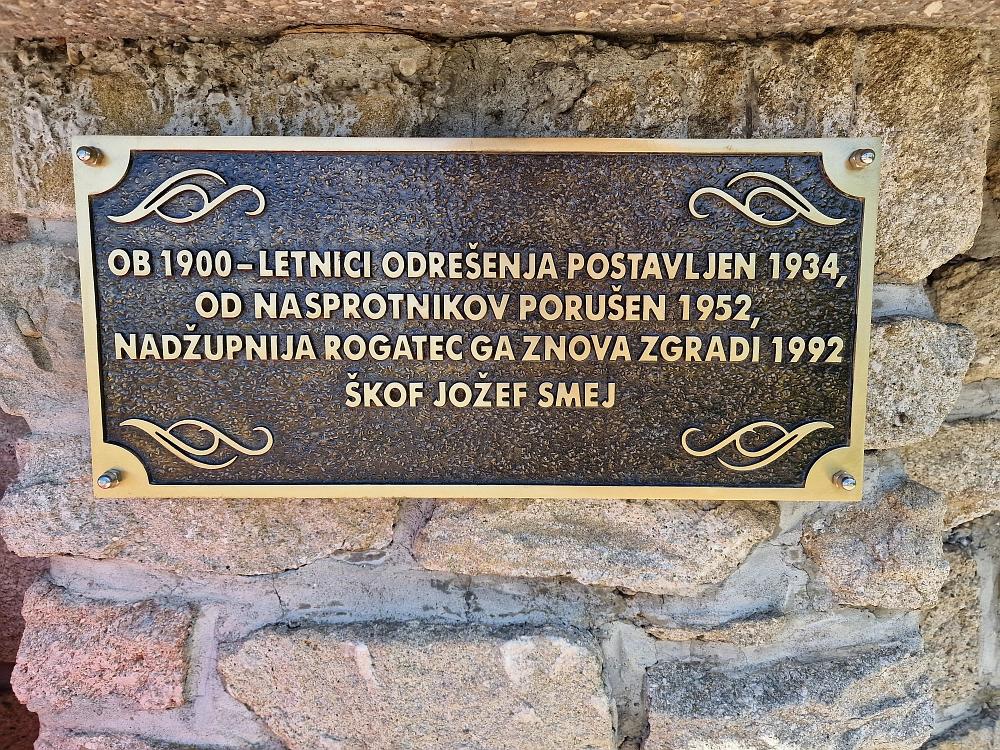 OB 1900–LETNICI ODREŠENJA POSTAVLJEN 1934,
OD NASPROTNIKOV PORUŠEN 1952,
NADŽUPNIJA ROGATEC GA ZNOVA ZGRADI 1992
ŠKOF JOŽEF SMEJ